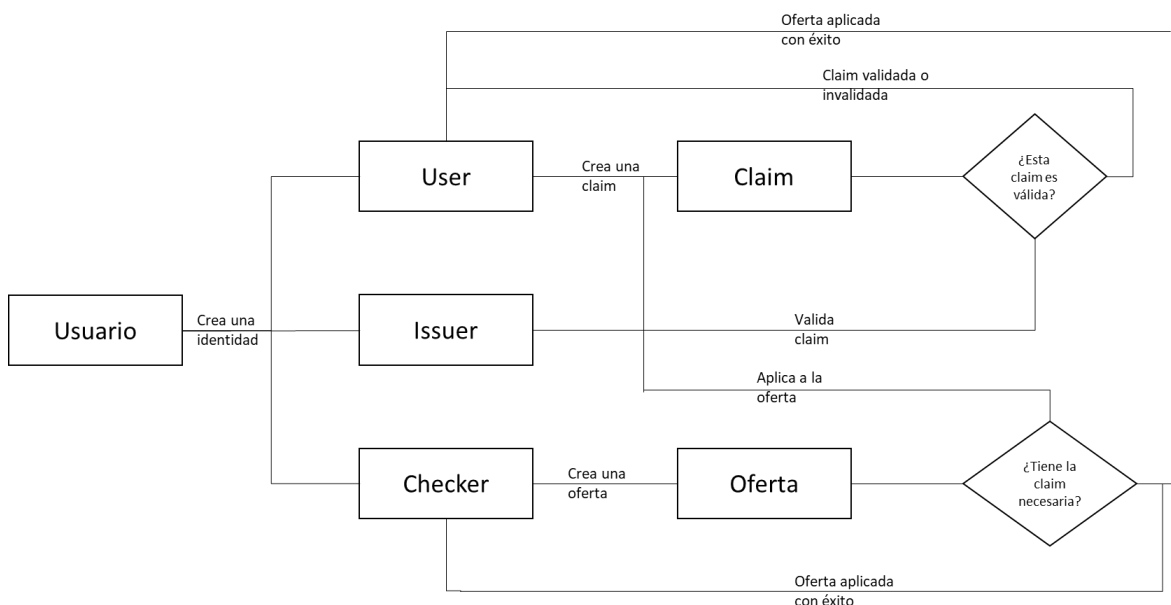 Oferta aplicada
con éxito
Claim validada o
invalidada
User
Crea una
claim
Claim
¿Esta
claim es
válida?
Usuario
Crea una
identidad
Issuer
Valida
claim
Aplica a la
oferta
Checker
Crea una
oferta
Oferta
¿Tiene la
claim
necesaria?
Oferta aplicada
con éxito